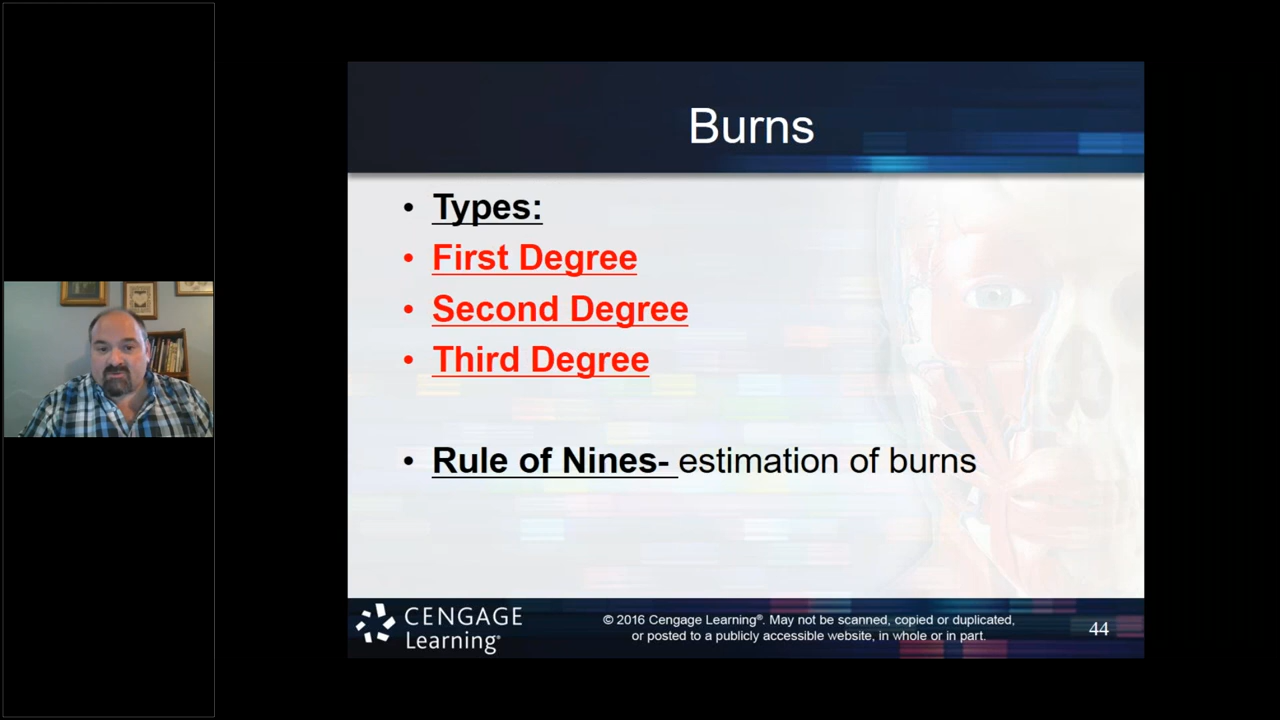 Burns
• Types:
• First Degree
• Second Degree
• Third Degree
• Rule of Nines- estimation of burns
CENGAGE
Learning®
© 2016 Cengage Learning®. May not be scanned, copied or duplicated,
or posted to a publicly accessible website, in whole or in part.
44